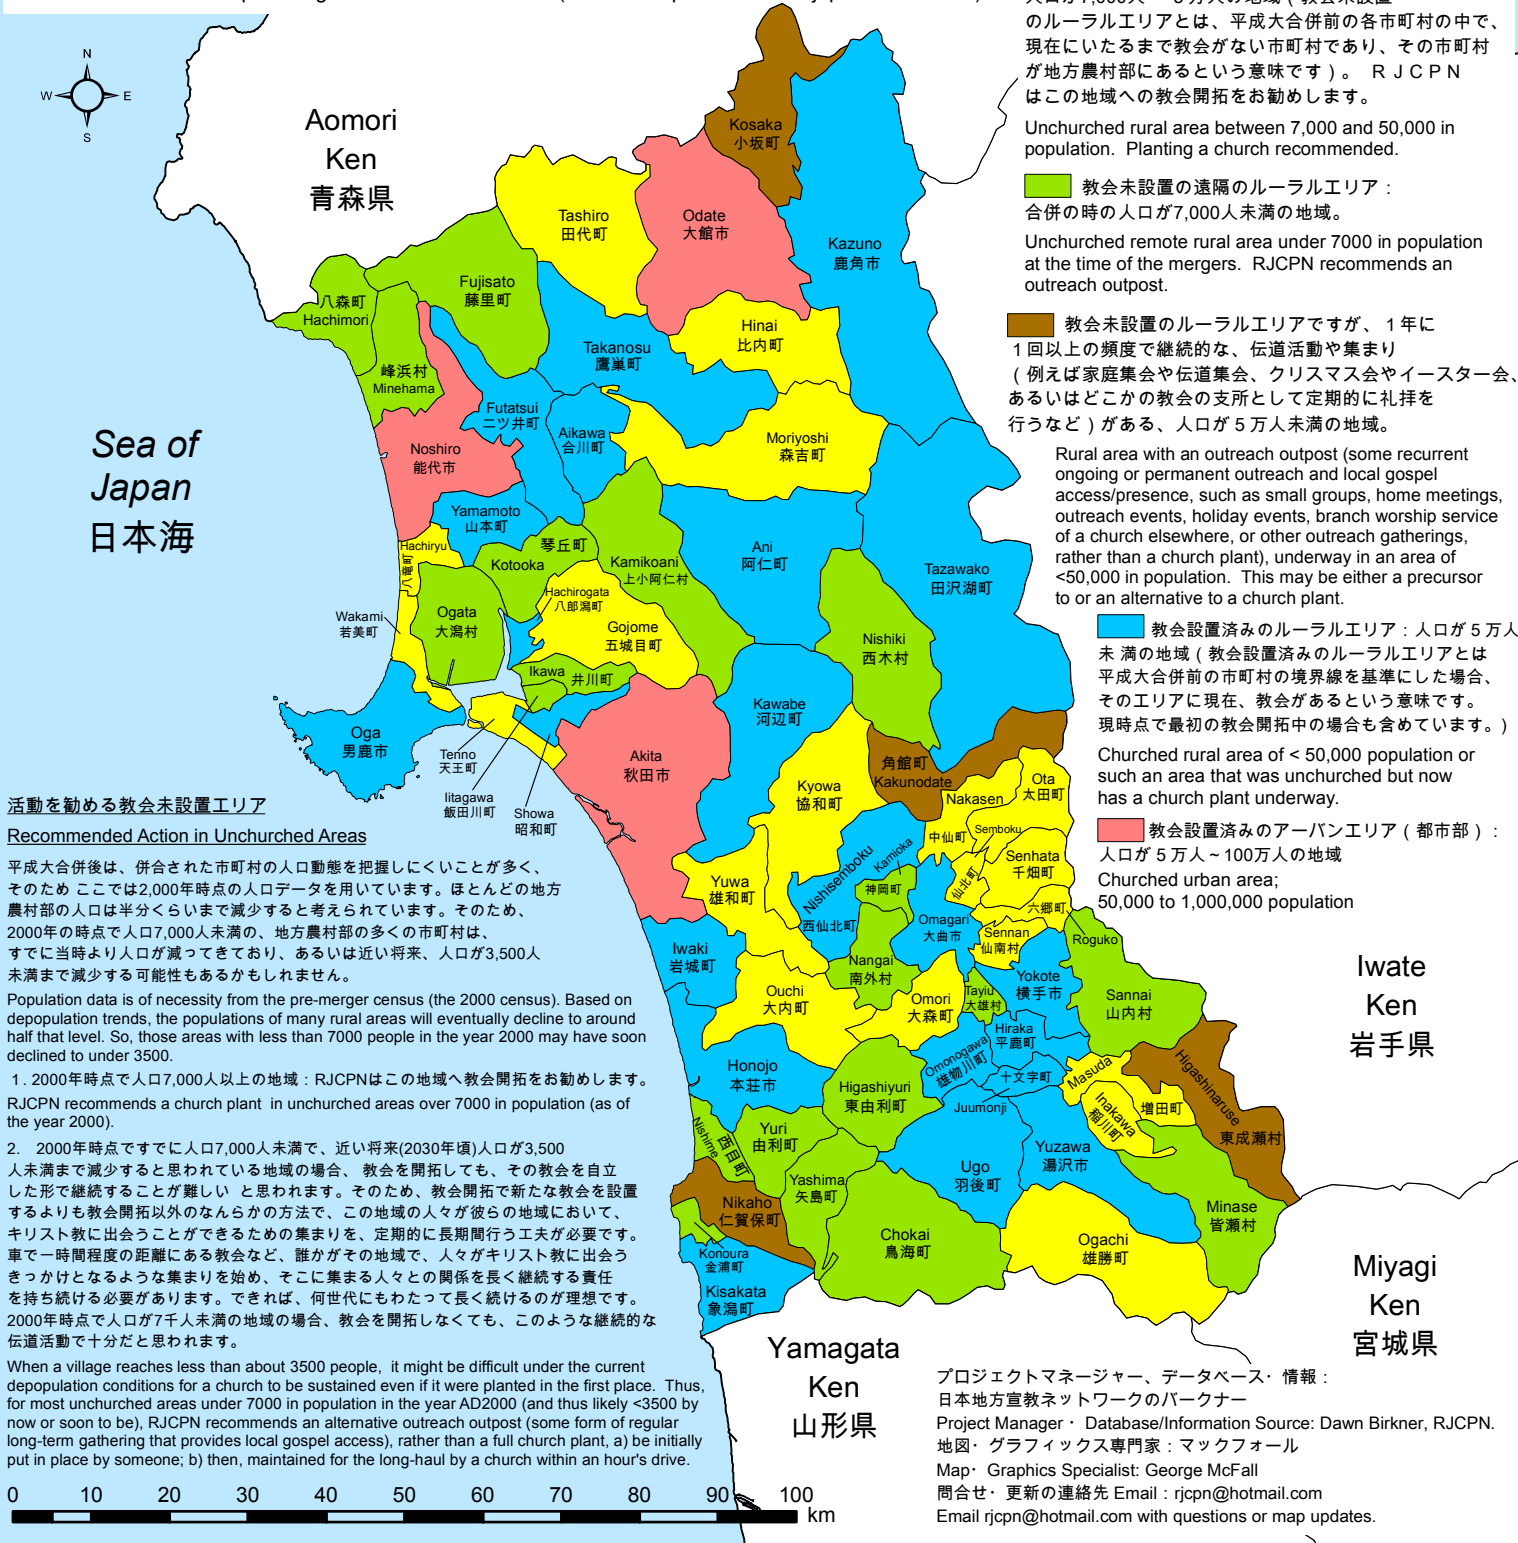 のルーラルエリアとは、平成大合併前の各市町村の中で、
現在にいたるまで教会がない市町村であり、その市町村
が地方農村部にあるという意味です）。 ＲＪＣＰＮ
はこの地域への教会開拓をお勧めします。
Unchurched rural area between 7,000 and 50,000 in
population. Planting a church recommended.
教会未設置の遠隔のルーラルエリア：
合併の時の人口が7,000人未満の地域。
Unchurched remote rural area under 7000 in population
at the time of the mergers. RJCPN recommends an
outreach outpost.
教会未設置のルーラルエリアですが、１年に
１回以上の頻度で継続的な、伝道活動や集まり
（例えば家庭集会や伝道集会、クリスマス会やイースター会、
あるいはどこかの教会の支所として定期的に礼拝を
行うなど）がある、人口が５万人未満の地域。
Rural area with an outreach outpost (some recurrent
ongoing or permanent outreach and local gospel
access/presence, such as small groups, home meetings,
outreach events, holiday events, branch worship service
of a church elsewhere, or other outreach gatherings,
rather than a church plant), underway in an area of
<50,000 in population. This may be either a precursor
to or an alternative to a church plant.
教会設置済みのルーラルエリア：人口が５万人
未 満の地域（教会設置済みのルーラルエリアとは
平成大合併前の市町村の境界線を基準にした場合、
そのエリアに現在、教会があるという意味です。
現時点で最初の教会開拓中の場合も含めています。)
Churched rural area of < 50,000 population or
such an area that was unchurched but now
has a church plant underway.
教会設置済みのアーバンエリア（都市部）：
人口が５万人～100万人の地域
Churched urban area;
50,000 to 1,000,000 population
N
W
E
S
Aomori
Ken
青森県
Sea of
Japan
日本海
Iwate
Ken
岩手県
Miyagi
Ken
宮城県
Yamagata
Ken
山形県
Kosaka
小坂町
Kazuno
鹿角市
Odate
大館市
Tashiro
田代町
Fujisato
藤里町
八森町
Hachimori
峰浜村
Minehama
Hinai
比内町
Takanosu
鷹巣町
Futatsui
二ツ井町
Aikawa
合川町
Moriyoshi
森吉町
Noshiro
能代市
Yamamoto
山本町
Hachiryu
八竜町
琴丘町
Kotooka
Kamikoani
上小阿仁村
Ani
阿仁町
Tazawako
田沢湖町
Hachirogata
八郎潟町
Wakami
若美町
Ogata
大潟村
Gojome
五城目町
Nishiki
西木村
Ikawa
井川町
Kawabe
河辺町
Oga
男鹿市
Tenno
天王町
Iitagawa
飯田川町
Showa
昭和町
Akita
秋田市
角館町
Kakunodate
Kyowa
協和町
Ota
太田町
Nakasen
中仙町
Semboku
仙北町
Senhata
千畑町
Nishisemboku
西仙北町
Kamioka
神岡町
Yuwa
雄和町
六郷町
Roguko
Omagari
大曲市
Sennan
仙南村
Iwaki
岩城町
Nangai
南外村
Yokote
横手市
Sannai
山内村
Ouchi
大内町
Omori
大森町
Tayiu
大雄村
Hiraka
平鹿町
Omonogawa
雄物川町
十文字町
Juumonji
Honojo
本荘市
Higashiyuri
東由利町
Masuda
増田町
Inakawa
稲川町
Higashinaruse
東成瀬村
Nishime
西目町
Yuri
由利町
Yashima
矢島町
Ugo
羽後町
Yuzawa
湯沢市
Minase
皆瀬村
Nikaho
仁賀保町
Konoura
金浦町
Kisakata
象潟町
Chokai
鳥海町
Ogachi
雄勝町
活動を勧める教会未設置エリア
Recommended Action in Unchurched Areas
平成大合併後は、併合された市町村の人口動態を把握しにくいことが多く、
そのため ここでは2,000年時点の人口データを用いています。ほとんどの地方
農村部の人口は半分くらいまで減少すると考えられています。そのため、
2000年の時点で人口7,000人未満の、地方農村部の多くの市町村は、
すでに当時より人口が減ってきており、あるいは近い将来、人口が3,500人
未満まで減少する可能性もあるかもしれません。
Population data is of necessity from the pre-merger census (the 2000 census). Based on
depopulation trends, the populations of many rural areas will eventually decline to around
half that level. So, those areas with less than 7000 people in the year 2000 may have soon
declined to under 3500.
１. 2000年時点で人口7,000人以上の地域：RJCPNはこの地域へ教会開拓をお勧めします。
RJCPN recommends a church plant in unchurched areas over 7000 in population (as of
the year 2000).
2. 2000年時点ですでに人口7,000人未満で、近い将来(2030年頃)人口が3,500
人未満まで減少すると思われている地域の場合、 教会を開拓しても、その教会を自立
した形で継続することが難しい と思われます。そのため、教会開拓で新たな教会を設置
するよりも教会開拓以外のなんらかの方法で、この地域の人々が彼らの地域において、
キリスト教に出会うことができるための集まりを、定期的に長期間行う工夫が必要です。
車で一時間程度の距離にある教会など、誰かがその地域で、人々がキリスト教に出会う
きっかけとなるような集まりを始め、そこに集まる人々との関係を長く継続する責任
を持ち続ける必要があります。できれば、何世代にもわたって長く続けるのが理想です。
2000年時点で人口が7千人未満の地域の場合、教会を開拓しなくても、このような継続的な
伝道活動で十分だと思われます。
When a village reaches less than about 3500 people, it might be difficult under the current
depopulation conditions for a church to be sustained even if it were planted in the first place. Thus,
for most unchurched areas under 7000 in population in the year AD2000 (and thus likely <3500 by
now or soon to be), RJCPN recommends an alternative outreach outpost (some form of regular
long-term gathering that provides local gospel access), rather than a full church plant, a) be initially
put in place by someone; b) then, maintained for the long-haul by a church within an hour's drive.
0 10 20 30 40 50 60 70 80 90 100
km
プロジェクトマネージャー、データベース・情報：
日本地方宣教ネットワークのバークナー
Project Manager・Database/Information Source: Dawn Birkner, RJCPN.
地図・グラフィックス専門家：マックフォール
Map・Graphics Specialist: George McFall
問合せ・更新の連絡先 Email：rjcpn@hotmail.com
Email rjcpn@hotmail.com with questions or map updates.